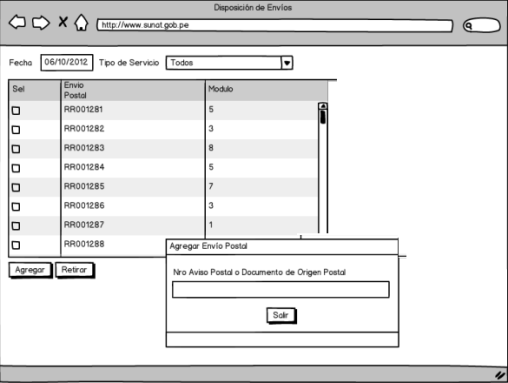 Disposición de Envíos
http://www.sunat.gob.pe
Fecha 06/10/2012 Tipo de Servicio Todos
Sel Envio Postal Modulo
RR001281 5
RR001282 3
RR001283 8
RR001284 5
RR001285 7
RR001286 3
RR001287 1
RR001288
Agregar Retirar
Agregar Envío Postal
Nro Aviso Postal o Documento de Origen Postal
Salir